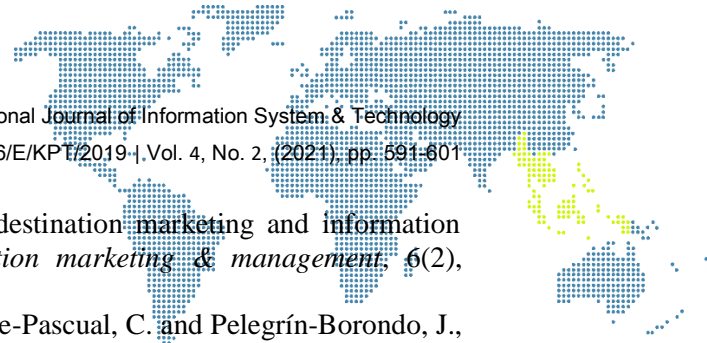 onal Journal of Information System & Technology
6/E/KPT/2019 | Vol. 4, No. 2, (2021), pp. 591-601
destination marketing and information
tion marketing & management, 6(2),
e-Pascual, C. and Pelegrín-Borondo, J.,